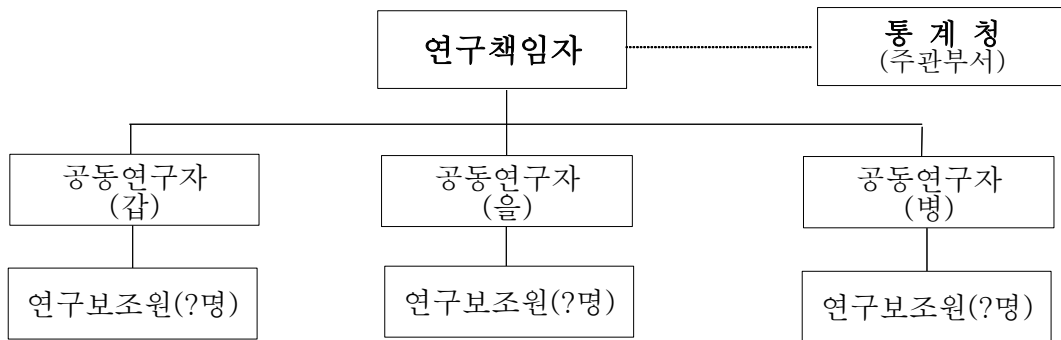 연구책임자
통 계 청
(주관부서)
공동연구자
(갑)
공동연구자
(을)
공동연구자
(병)
연구보조원(?명)
연구보조원(?명)
연구보조원(?명)